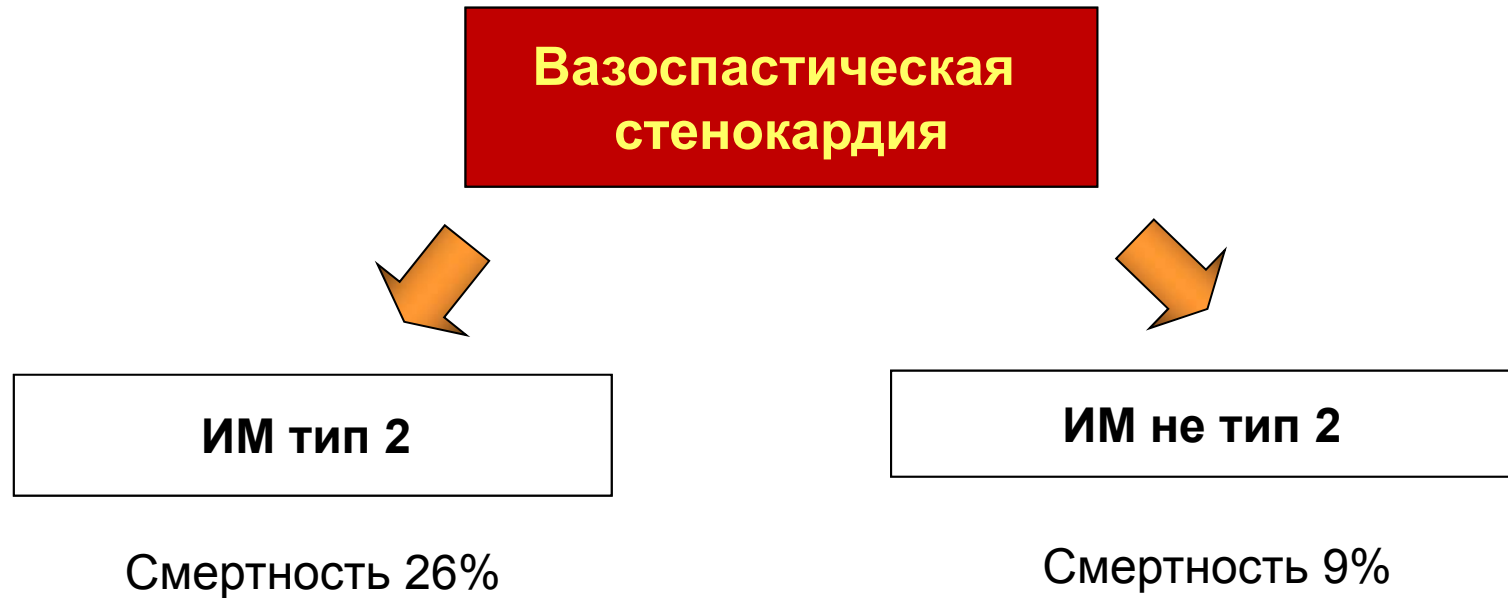 Вазоспастическая
стенокардия
ИМ тип 2
ИМ не тип 2
Смертность 26%
Смертность 9%